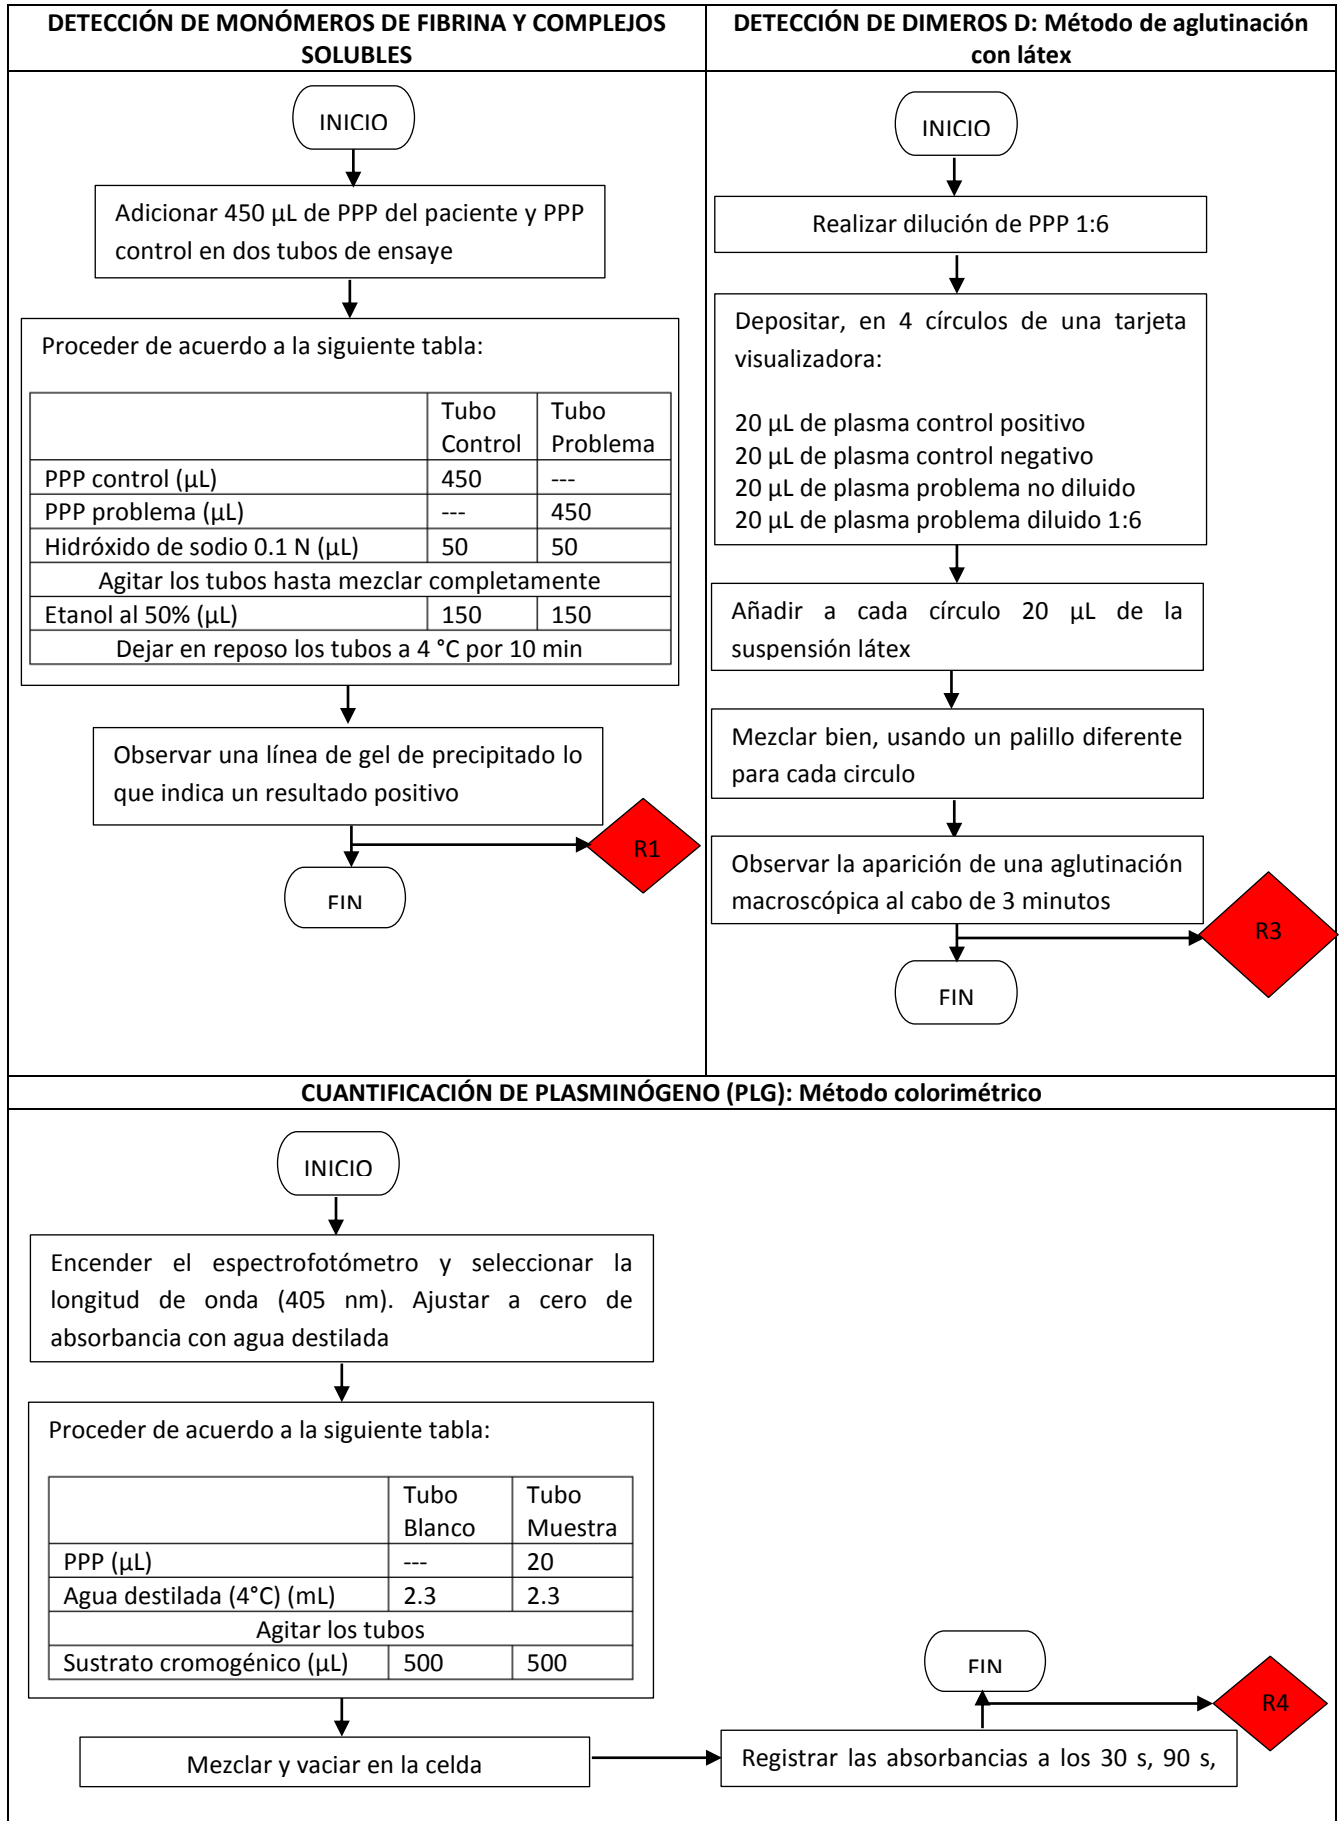 DETECCIÓN DE MONÓMEROS DE FIBRINA Y COMPLEJOS
SOLUBLES
INICIO
Adicionar 450 µL de PPP del paciente y PPP
control en dos tubos de ensaye
Proceder de acuerdo a la siguiente tabla:
Tubo Control Tubo Problema
PPP control (µL) 450 ---
PPP problema (µL) --- 450
Hidróxido de sodio 0.1 N (µL) 50 50
Agitar los tubos hasta mezclar completamente
Etanol al 50% (µL) 150 150
Dejar en reposo los tubos a 4 °C por 10 min
Observar una línea de gel de precipitado lo
que indica un resultado positivo
R1
FIN
DETECCIÓN DE DIMEROS D: Método de aglutinación
con látex
INICIO
Realizar dilución de PPP 1:6
Depositar, en 4 círculos de una tarjeta
visualizadora:
20 µL de plasma control positivo
20 µL de plasma control negativo
20 µL de plasma problema no diluido
20 µL de plasma problema diluido 1:6
Añadir a cada círculo 20 µL de la
suspensión látex
Mezclar bien, usando un palillo diferente
para cada circulo
Observar la aparición de una aglutinación
macroscópica al cabo de 3 minutos
R3
FIN
CUANTIFICACIÓN DE PLASMINÓGENO (PLG): Método colorimétrico
INICIO
Encender el espectrofotómetro y seleccionar la
longitud de onda (405 nm). Ajustar a cero de
absorbancia con agua destilada
Proceder de acuerdo a la siguiente tabla:
Tubo Blanco Tubo Muestra
PPP (µL) --- 20
Agua destilada (4°C) (mL) 2.3 2.3
Agitar los tubos
Sustrato cromogénico (µL) 500 500
Mezclar y vaciar en la celda
Registrar las absorbancias a los 30 s, 90 s,
FIN
R4